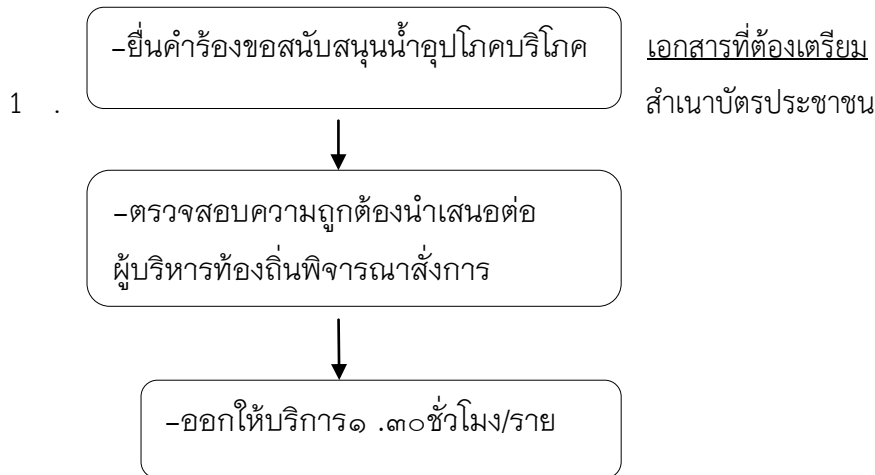 -ยื่นคำร้องขอสนับสนุนน้ำอุปโภคบริโภค
เอกสารที่ต้องเตรียม
1 .
สำเนาบัตรประชาชน
-ตรวจสอบความถูกต้องนำเสนอต่อ
ผู้บริหารท้องถิ่นพิจารณาสั่งการ
-ออกให้บริการ๑ .๓๐ชั่วโมง/ราย